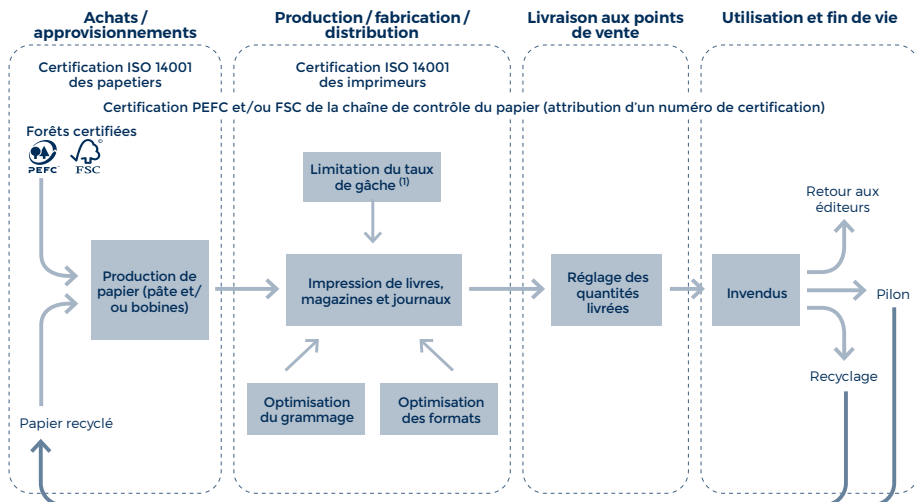 Achats /
approvisionnements
Production / fabrication /
distribution
Livraison aux points
de vente
Utilisation et fin de vie
Certification ISO 14001
des papetiers
Certification ISO 14001
des imprimeurs
Certification PEFC et/ou FSC de la chaîne de contrôle du papier (attribution d’un numéro de certification)
Forêts certifiées
PEFC
FSC
Limitation du taux
de gâche (1)
Retour aux
éditeurs
Production de
papier (pâte et/
ou bobines)
Impression de livres,
magazines et journaux
Réglage des
quantités
livrées
Invendus
Pilon
Recyclage
Papier recyclé
Optimisation
du grammage
Optimisation
des formats